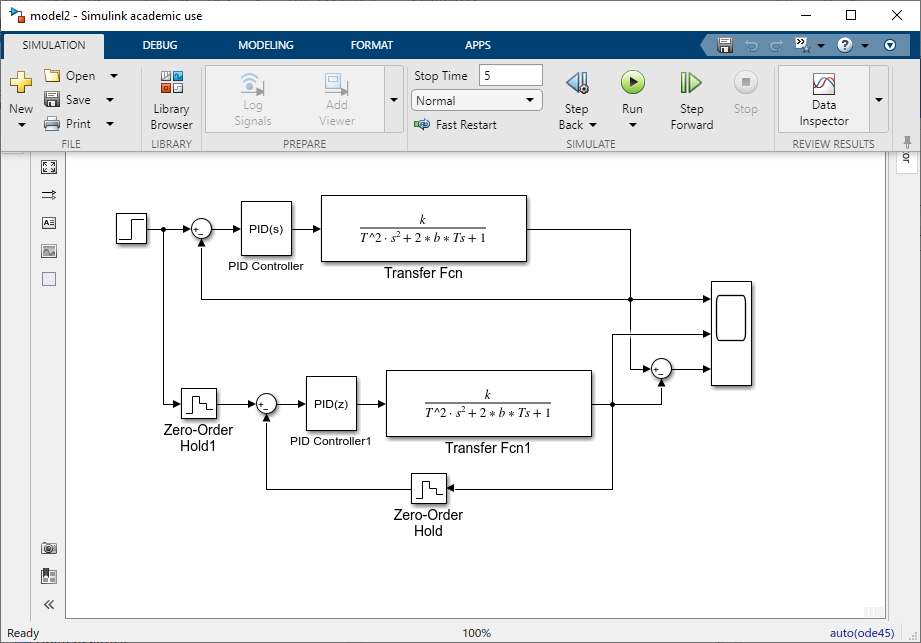 model2 - Simulink academic use
SIMULATION DEBUG MODELING FORMAT APPS
New
Open
Save
Print
FILE
Library
Browser
LIBRARY
Log
Signals
Add
Viewer
PREPARE
Stop Time 5
Normal
Fast Restart
Step
Back
Run
Step
Forward
Stop
SIMULATE
Data
Inspector
REVIEW RESULTS
or
PID(s)
PID Controller
k
T^2 · s² + 2 * b * Ts + 1
Transfer Fcn
+_
+_
Zero-Order
Hold1
+_
PID(z)
PID Controller1
k
T^2 · s² + 2 * b * Ts + 1
Transfer Fcn1
Zero-Order
Hold
Ready 100% auto(ode45)